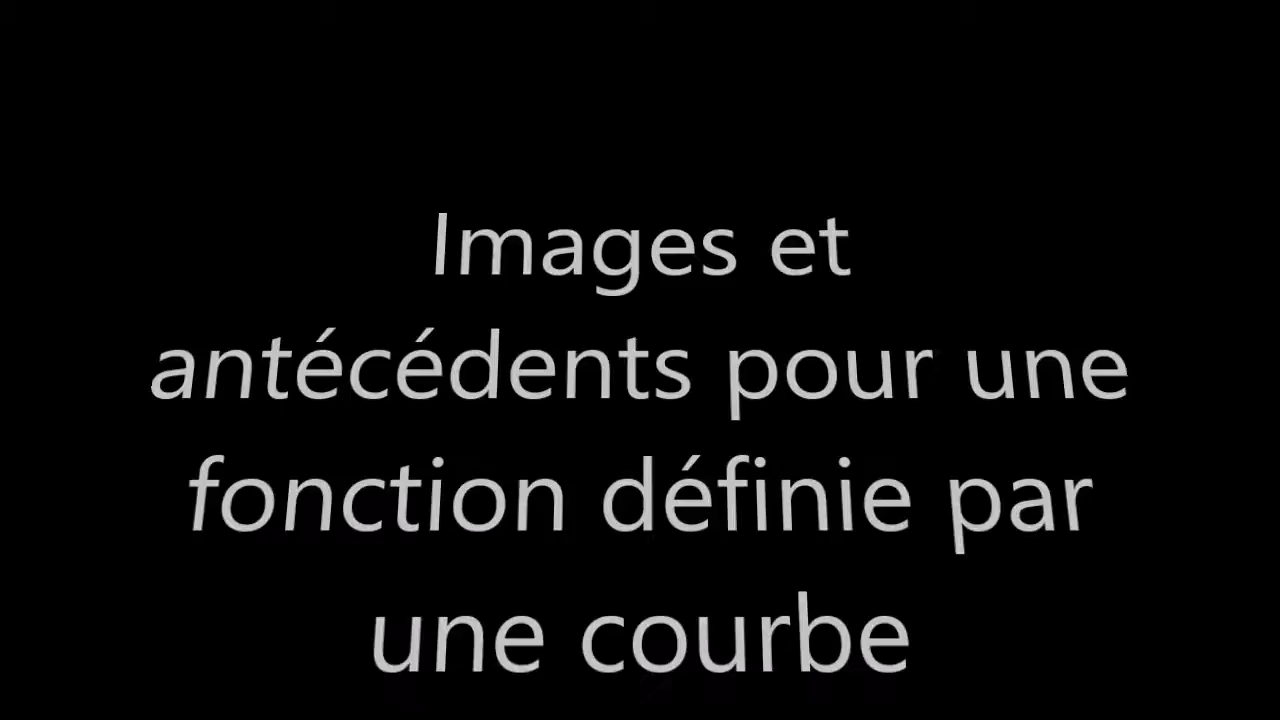 Images et
antécédents pour une
fonction définie par
une courbe